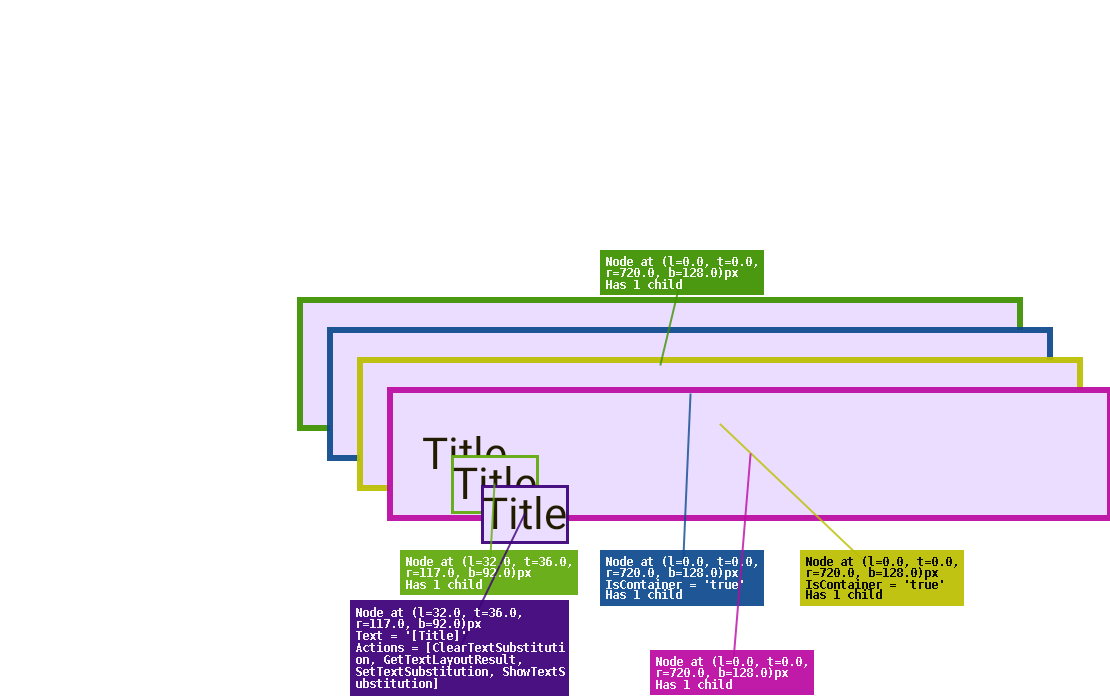 Node at (l=0.0, t=0.0,
r=720.0, b=128.0)px
Has 1 child
Title
Title
Title
Node at (l=32.0, t=36.0,
r=117.0, b=92.0)px
Has 1 child
Node at (l=0.0, t=0.0,
r=720.0, b=128.0)px
IsContainer = 'true'
Has 1 child
Node at (l=0.0, t=0.0,
r=720.0, b=128.0)px
IsContainer = 'true'
Has 1 child
Node at (l=32.0, t=36.0,
r=117.0, b=92.0)px
Text = '[Title]'
Actions = [ClearTextSubstituti
on, GetTextLayoutResult,
SetTextSubstitution, ShowTextS
ubstitution]
Node at (l=0.0, t=0.0,
r=720.0, b=128.0)px
Has 1 child